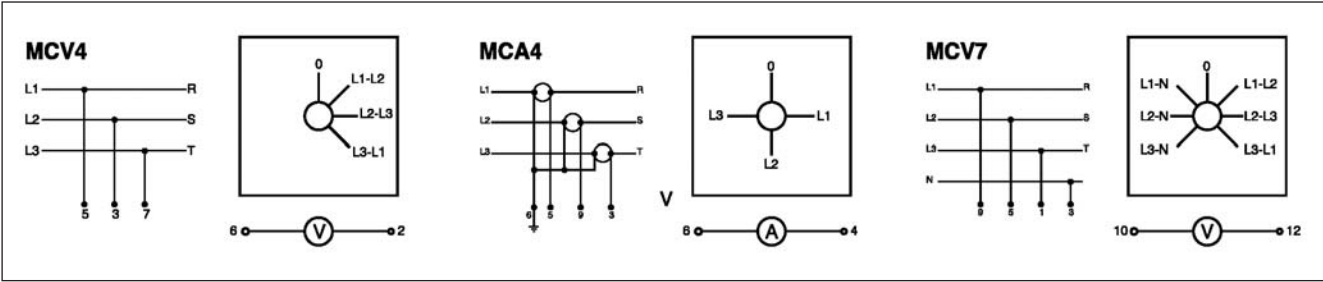 MCV4
0
L1-L2
L2-L3
L3-L1
L1 R
L2 S
L3 T
5 3 7
6 V 2
MCA4
0
L3 L1
L2
L1 R
L2 S
L3 T
6 5 9 3
V
6 A 4
MCV7
0
L1-N L1-L2
L2-N L2-L3
L3-N L3-L1
L1 R
L2 S
L3 T
N
9 5 1 3
10 V 12